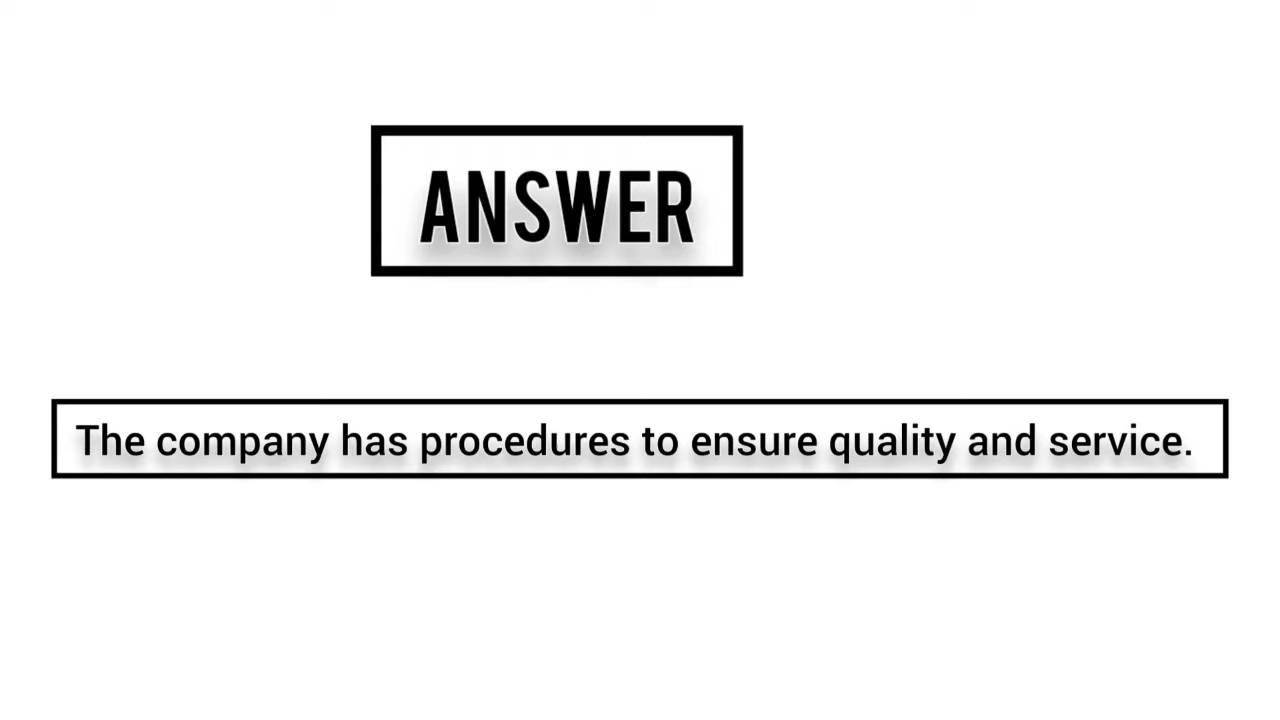 ANSWER
The company has procedures to ensure quality and service.